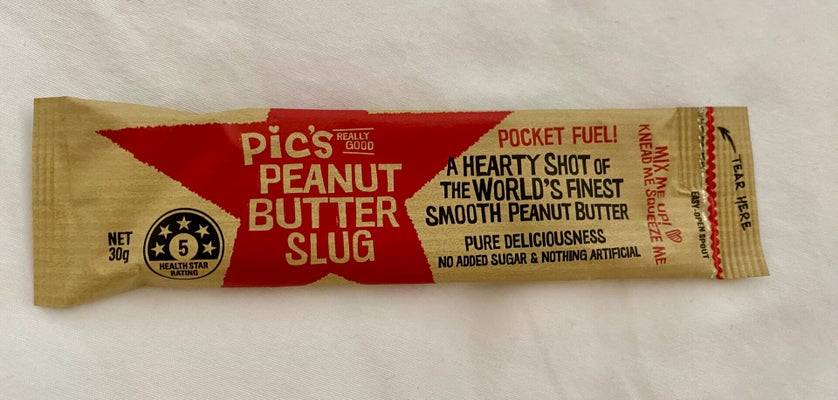 Pic's REALLY GOOD
PEANUT
BUTTER
SLUG
NET
30g
5
HEALTH STAR
RATING
POCKET FUEL!
A HEARTY SHOT OF
THE WORLD'S FINEST
SMOOTH PEANUT BUTTER
PURE DELICIOUSNESS
NO ADDED SUGAR & NOTHING ARTIFICIAL
MIX ME UP!
KNEAD ME SQUEEZE ME
EASY-OPEN SPOUT
TEAR HERE